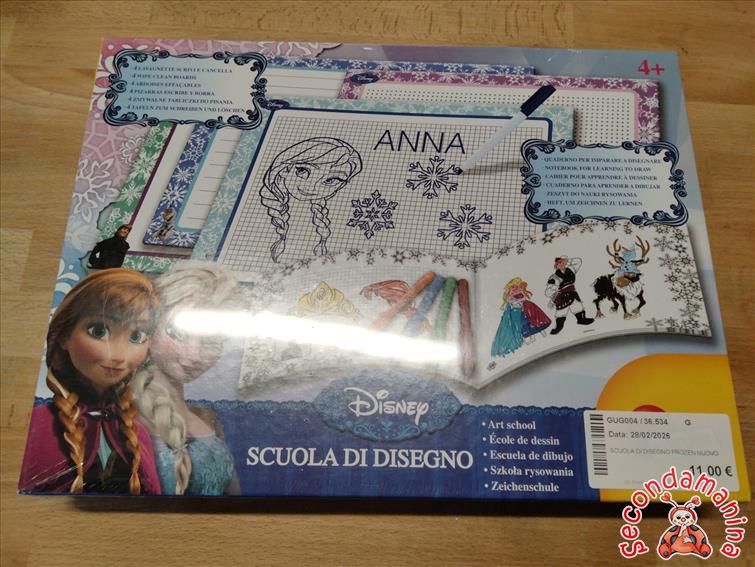 4+
4 LAVAGNETTE SCRIVI E CANCELLA
4 WIPE CLEAN BOARDS
4 ARDOISES EFFAÇABLES
4 PIZARRAS ESCRIBE Y BORRA
4 ZMYWALNE TABLICZKI DO PISANIA
4 TAFELN ZUM SCHREIBEN UND LÖSCHEN
Disney
Disney
ANNA
QUADERNO PER IMPARARE A DISEGNARE
NOTEBOOK FOR LEARNING TO DRAW
CAHIER POUR APPRENDRE À DESSINER
CUADERNO PARA APRENDER A DIBUJAR
ZESZYT DO NAUKI RYSOWANIA
HEFT, UM ZEICHNEN ZU LERNEN
Disney
SCUOLA DI DISEGNO
• Art school
• École de dessin
• Escuela de dibujo
• Szkoła rysowania
• Zeichenschule
GUG004 / 36.534 G
Data: 28/02/2026
SCUOLA DI DISEGNO FROZEN NUOVO
11,00 €
Secondamanina